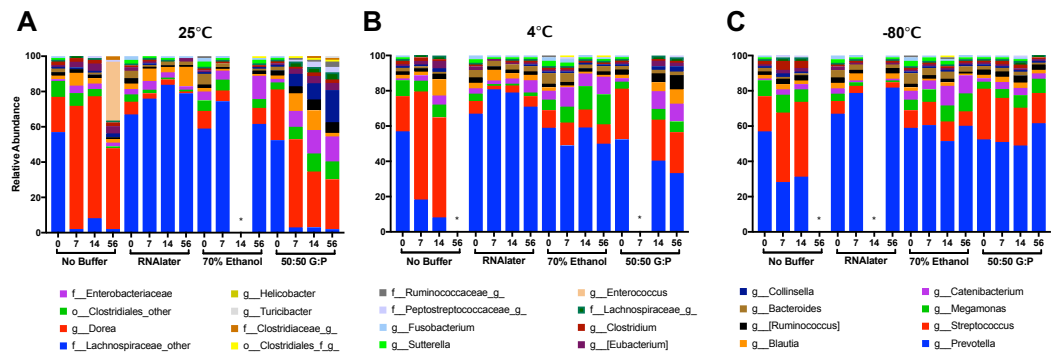 A
25°C
B
4°C
C
-80°C
Relative Abundance
100
80
60
40
20
0
0 7 14 56 0 7 14 56 0 7 14 56 0 7 14 56
*
No Buffer RNAlater 70% Ethanol 50:50 G:P
100
80
60
40
20
0
0 7 14 56 0 7 14 56 0 7 14 56 0 7 14 56
* *
No Buffer RNAlater 70% Ethanol 50:50 G:P
100
80
60
40
20
0
0 7 14 56 0 7 14 56 0 7 14 56 0 7 14 56
* *
No Buffer RNAlater 70% Ethanol 50:50 G:P
f__Enterobacteriaceae
o__Clostridiales_other
g__Dorea
f__Lachnospiraceae_other
g__Helicobacter
g__Turicibacter
f__Clostridiaceae_g_
o__Clostridiales_f_g_
f__Ruminococcaceae_g_
f__Peptostreptococcaceae_g_
g__Fusobacterium
g__Sutterella
g__Enterococcus
f__Lachnospiraceae_g_
g__Clostridium
g__[Eubacterium]
g__Collinsella
g__Bacteroides
g__[Ruminococcus]
g__Blautia
g__Catenibacterium
g__Megamonas
g__Streptococcus
g__Prevotella